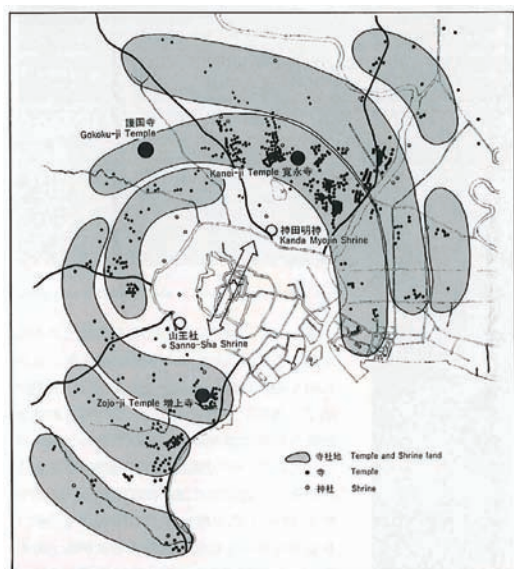 護国寺
Gokoku-ji Temple
Kanei-ji Temple 寛永寺
神田明神
Kanda Myojin Shrine
山王社
Sanno-Sha Shrine
Zojo-ji Temple 増上寺
寺社地 Temple and Shrine land
寺 Temple
神社 Shrine